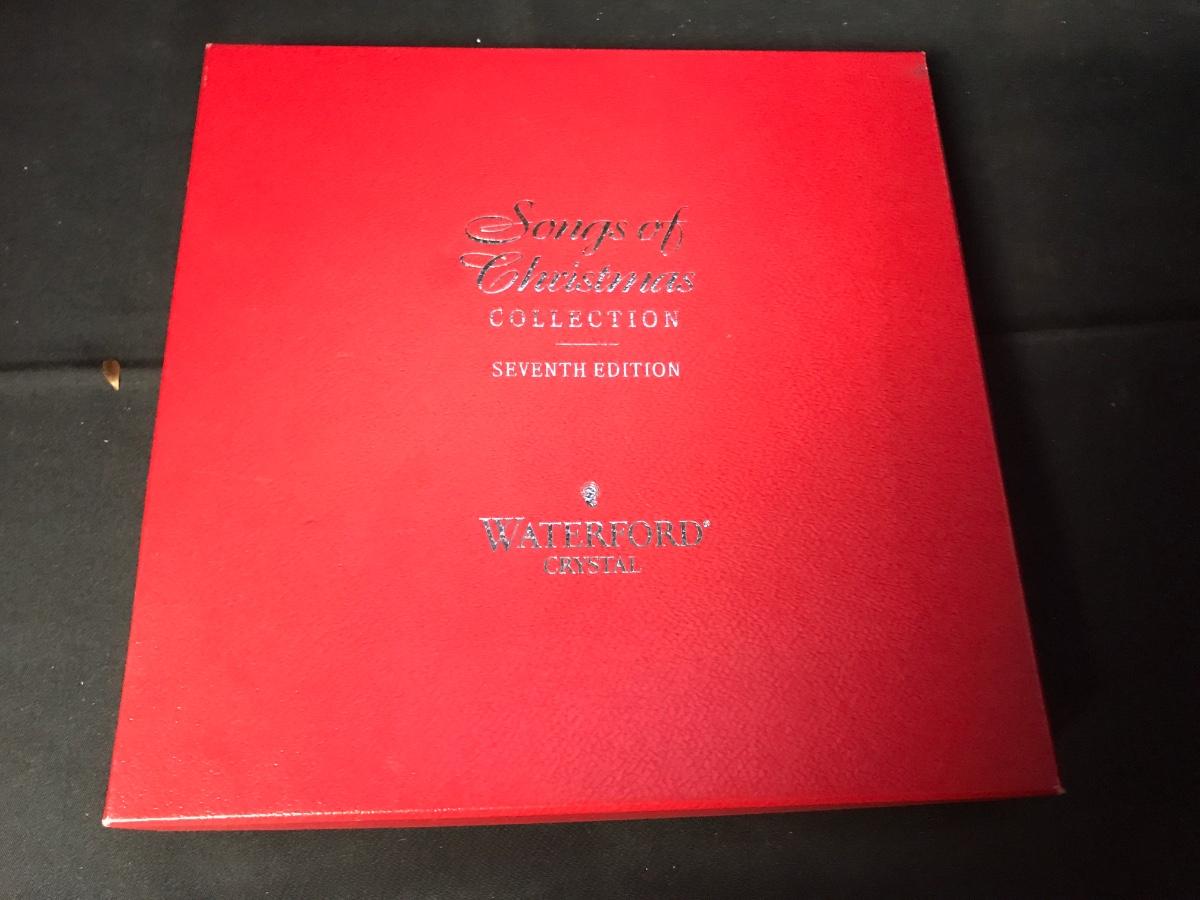 Songs of
Christmas
COLLECTION
SEVENTH EDITION
WATERFORD®
CRYSTAL